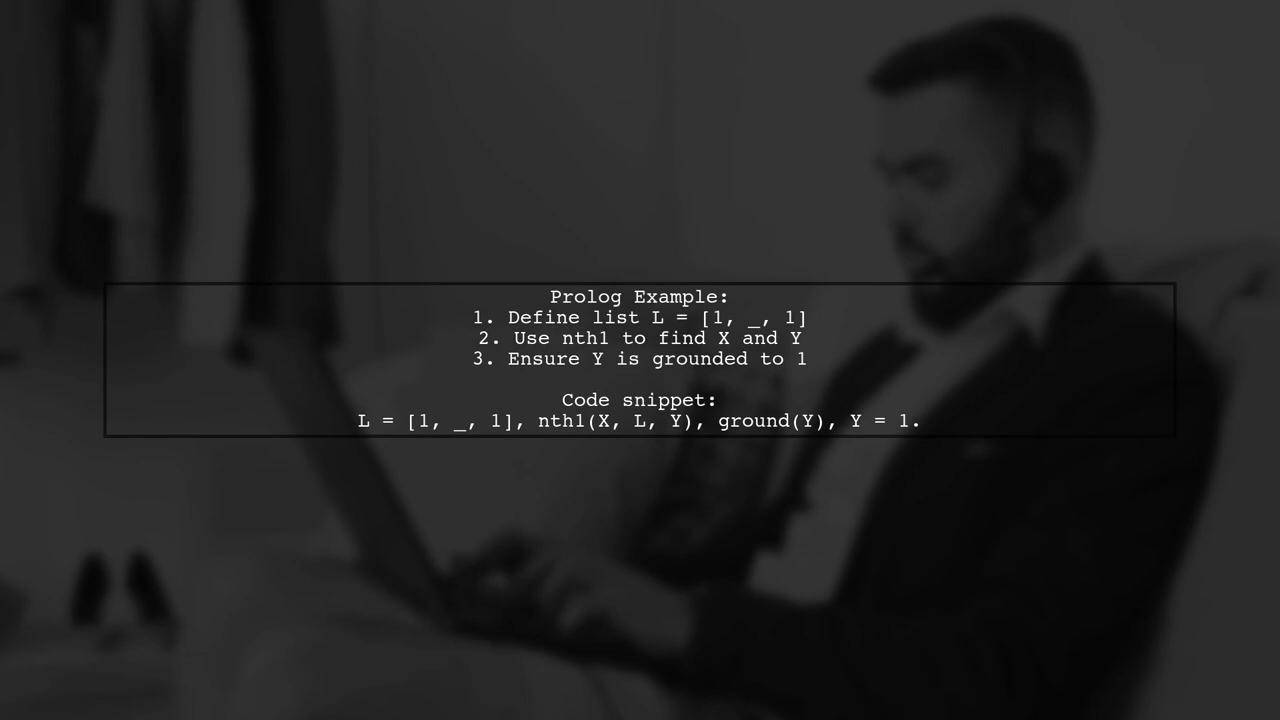 Prolog Example:
1. Define list L = [1, _, 1]
2. Use nth1 to find X and Y
3. Ensure Y is grounded to 1
Code snippet:
L = [1, _, 1], nth1(X, L, Y), ground(Y), Y = 1.